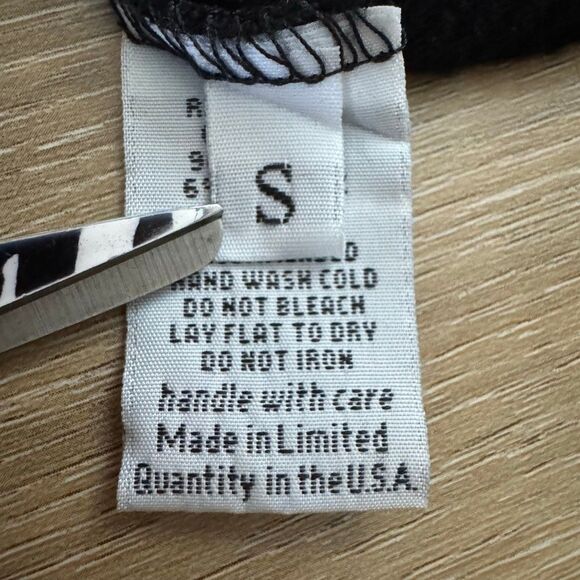 S
HAND WASH COLD
DO NOT BLEACH
LAY FLAT TO DRY
DO NOT IRON
handle with care
Made in Limited
Quantity in the U.S.A.